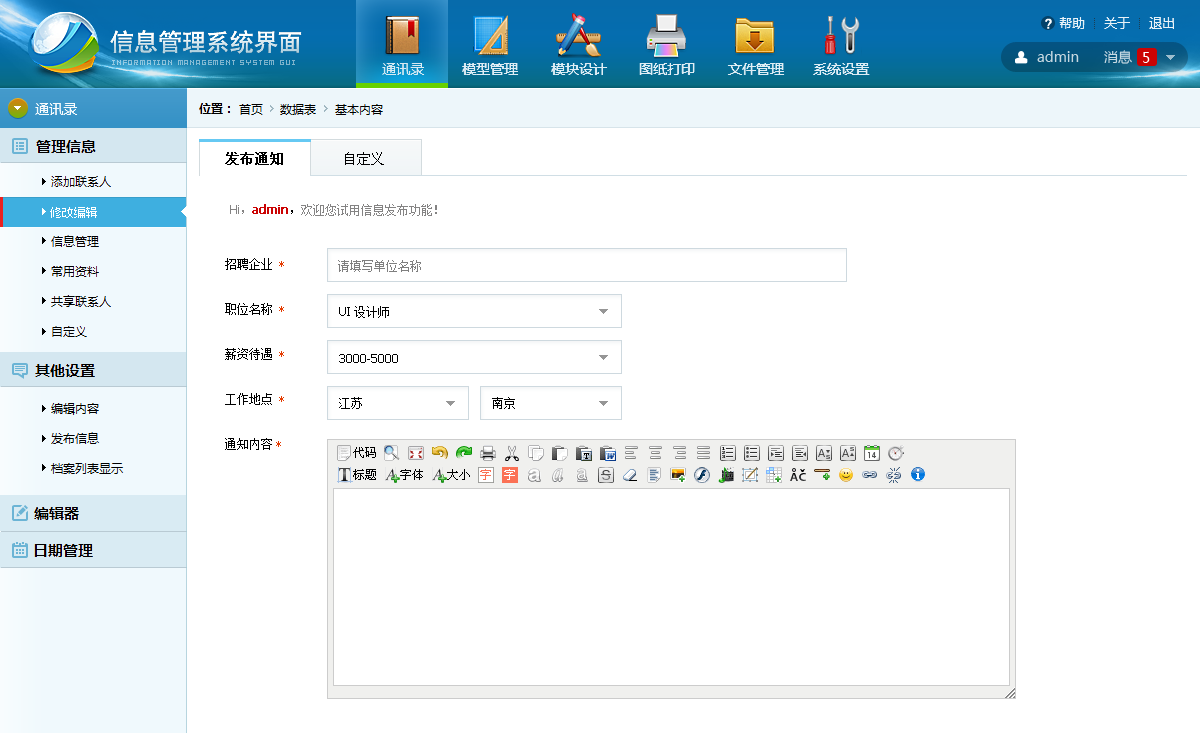 信息管理系统界面
INFORMATION MANAGEMENT SYSTEM GUI
通讯录 模型管理 模块设计 图纸打印 文件管理 系统设置
? 帮助 关于 退出
admin 消息 5
通讯录
管理信息
添加联系人
修改编辑
信息管理
常用资料
共享联系人
自定义
其他设置
编辑内容
发布信息
档案列表显示
编辑器
日期管理
位置： 首页 › 数据表 › 基本内容
发布通知 自定义
Hi，admin，欢迎您试用信息发布功能！
招聘企业 * 请填写单位名称
职位名称 * UI 设计师
薪资待遇 * 3000-5000
工作地点 * 江苏 南京
通知内容*
代码 14
标题 字体 大小 字 字